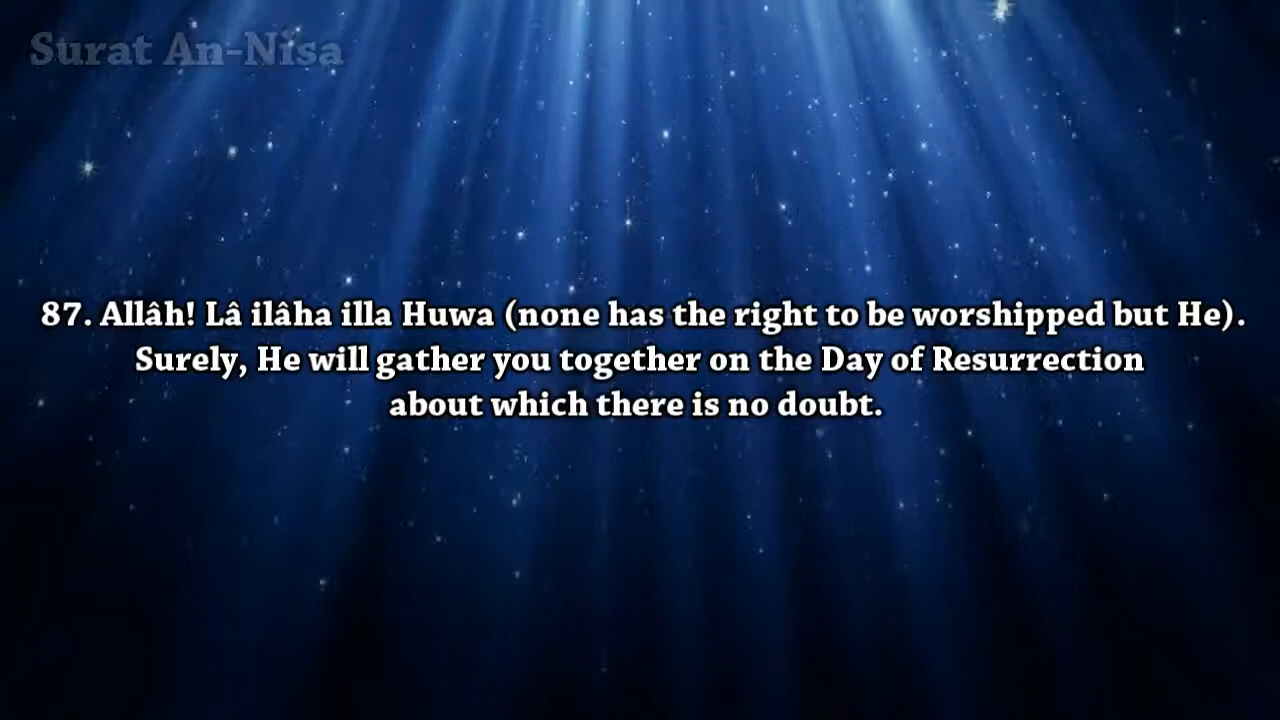 Surat An-Nisa
87. Allâh! Lâ ilâha illa Huwa (none has the right to be worshipped but He).
Surely, He will gather you together on the Day of Resurrection
about which there is no doubt.